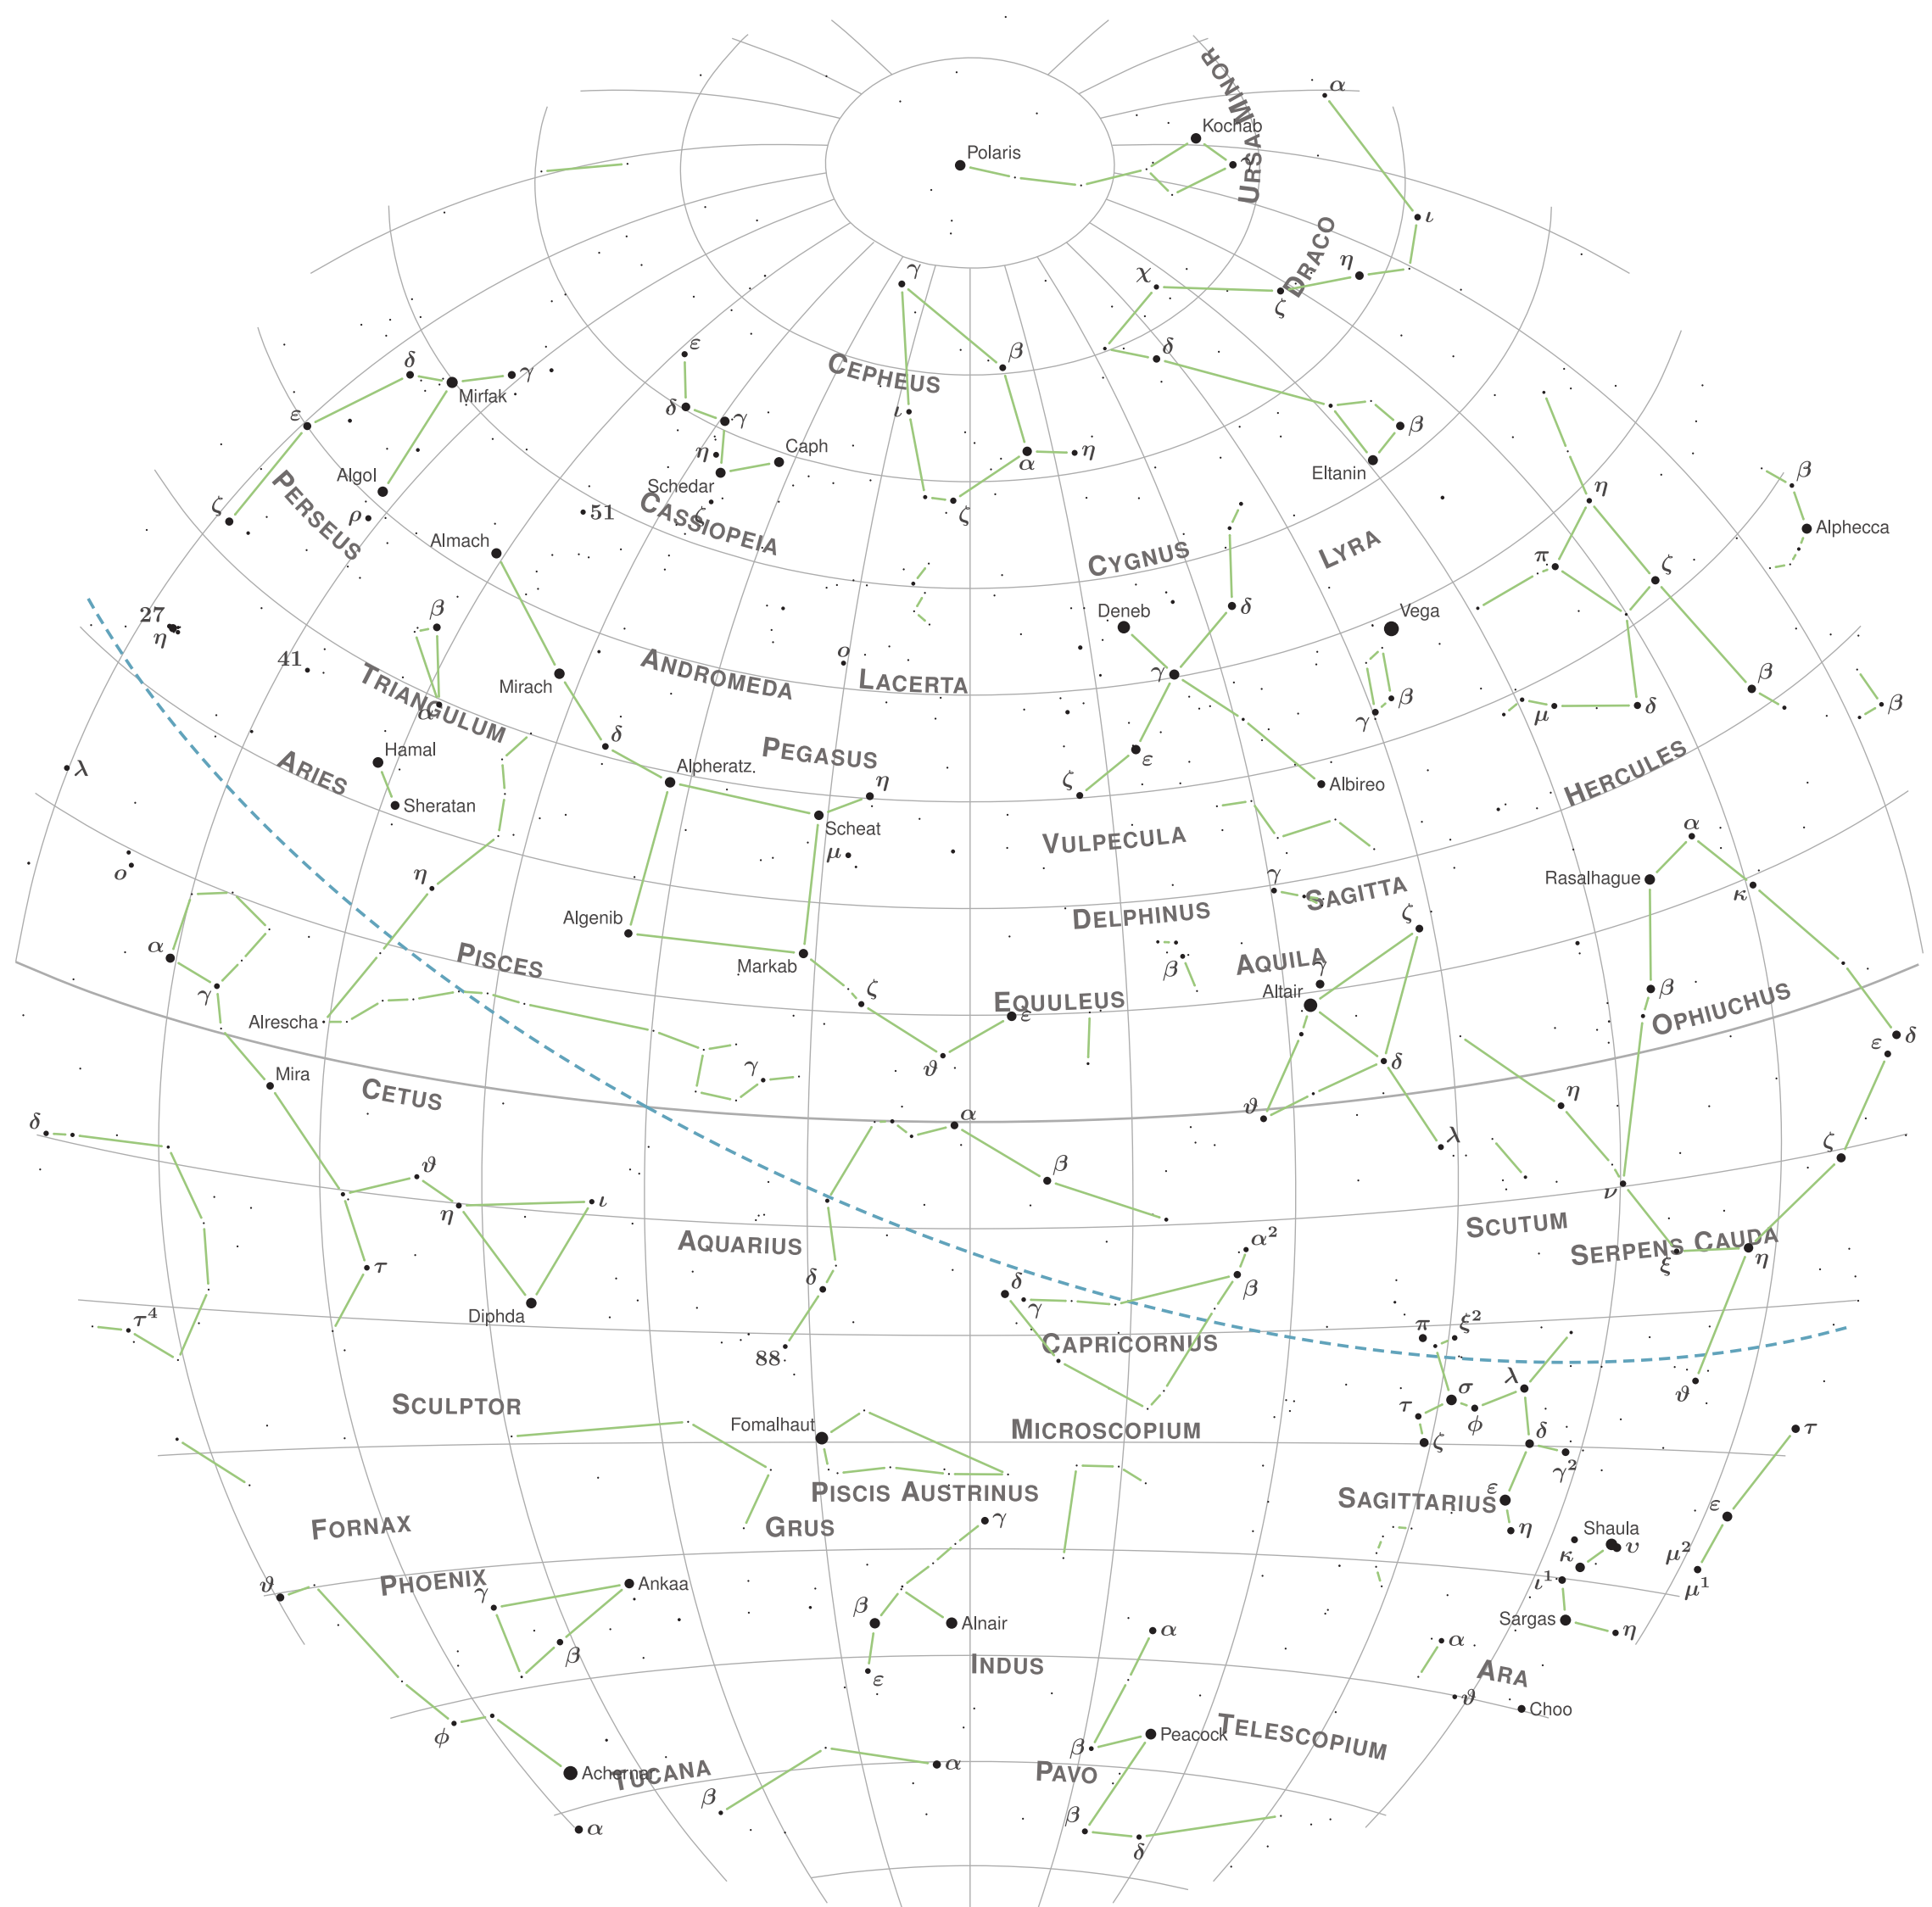 URSA MINOR
α
Kochab
γ
Polaris
ι
DRACO
η
γ
χ
ζ
ε
CEPHEUS
β
δ
δ
γ
Mirfak
ε
β
δ
γ
ι
Caph
η
α
η
Eltanin
β
Algol
Schedar
η
ζ
PERSEUS
ρ
51
ζ
CASSIOPEIA
ζ
Alphecca
Almach
CYGNUS
LYRA
π
ζ
27
η
β
Deneb
δ
Vega
41
ο
TRIANGULUM
α
Mirach
ANDROMEDA
LACERTA
γ
β
γ
μ
δ
β
β
Hamal
δ
PEGASUS
λ
ARIES
Alpheratz
η
ζ
ε
Albireo
HERCULES
Sheratan
Scheat
VULPECULA
α
ο
η
μ
γ
SAGITTA
Rasalhague
κ
Algenib
DELPHINUS
ζ
α
PISCES
Markab
β
AQUILA
γ
γ
ζ
Altair
β
Alrescha
EQUULEUS
ε
OPHIUCHUS
δ
ε
Mira
γ
ϑ
δ
CETUS
ϑ
η
δ
α
λ
ζ
ϑ
β
ν
η
ι
AQUARIUS
SCUTUM
SERPENS CAUDA
α2
τ
δ
δ
β
ξ
η
τ4
Diphda
γ
88
CAPRICORNUS
π
ξ2
SCULPTOR
σ
λ
ϑ
Fomalhaut
MICROSCOPIUM
τ
ϕ
ζ
δ
τ
γ2
PISCIS AUSTRINUS
SAGITTARIUS
ε
ε
FORNAX
GRUS
γ
η
Shaula
υ
κ
μ2
ϑ
PHOENIX
γ
Ankaa
ι1
μ1
β
Alnair
α
Sargas
η
β
α
ε
INDUS
ARA
ϑ
Choo
ϕ
β
Peacock
TELESCOPIUM
Achernar
TUCANA
α
PAVO
β
β
α
δ